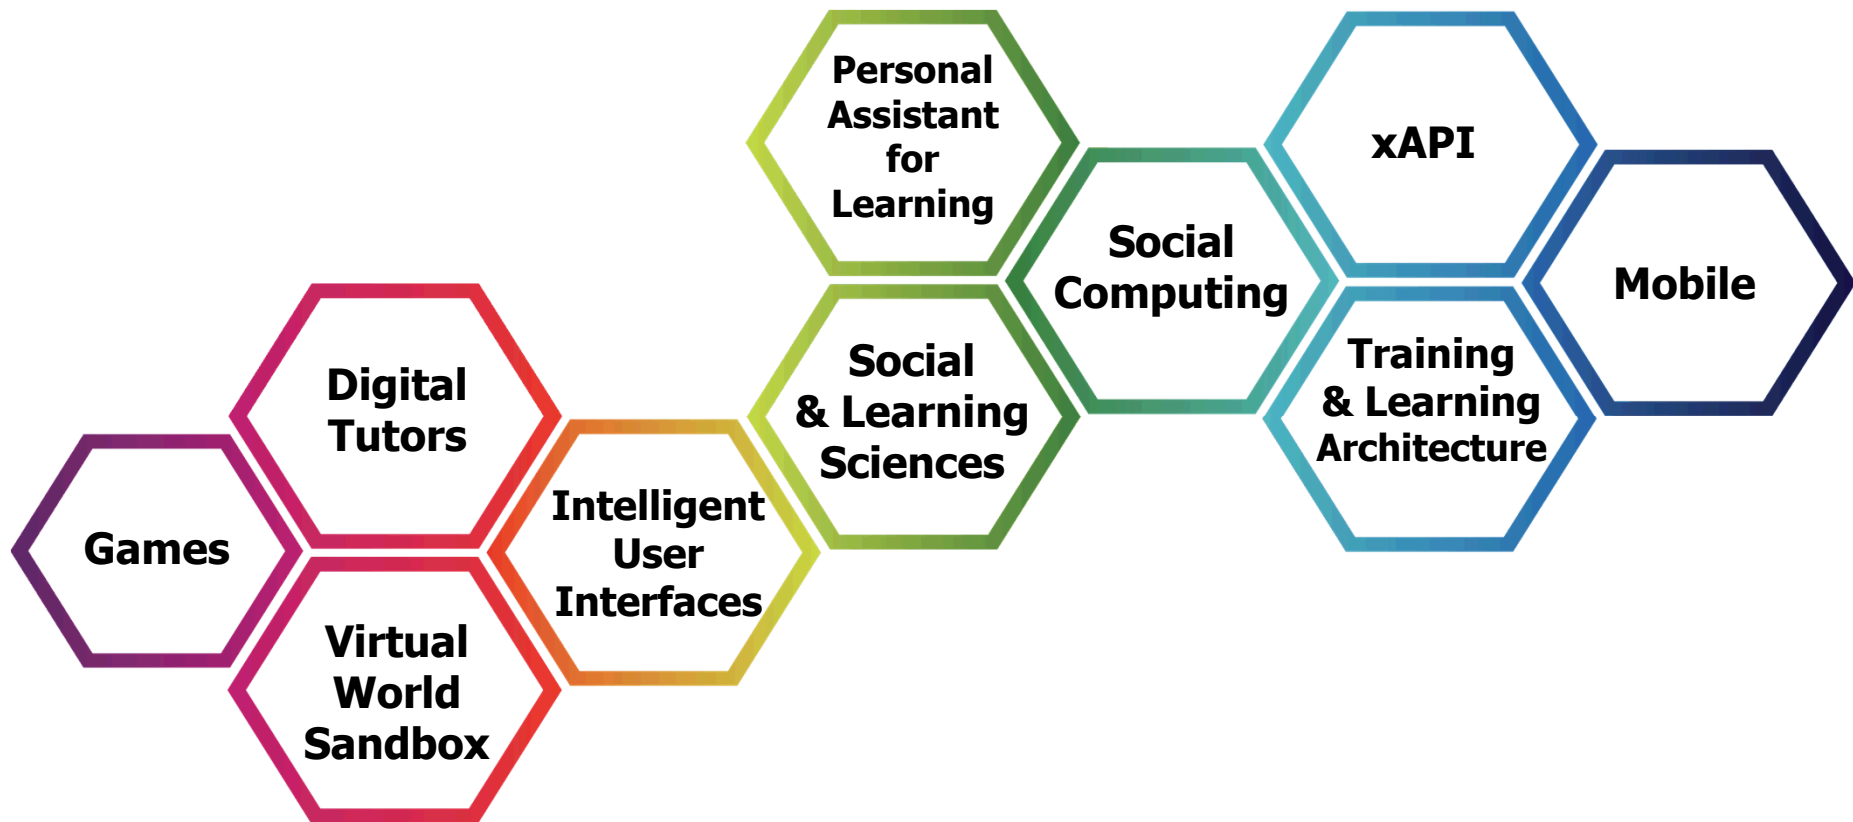 Games
Digital
Tutors
Virtual
World
Sandbox
Intelligent
User
Interfaces
Personal
Assistant
for
Learning
Social
& Learning
Sciences
Social
Computing
xAPI
Training
& Learning
Architecture
Mobile